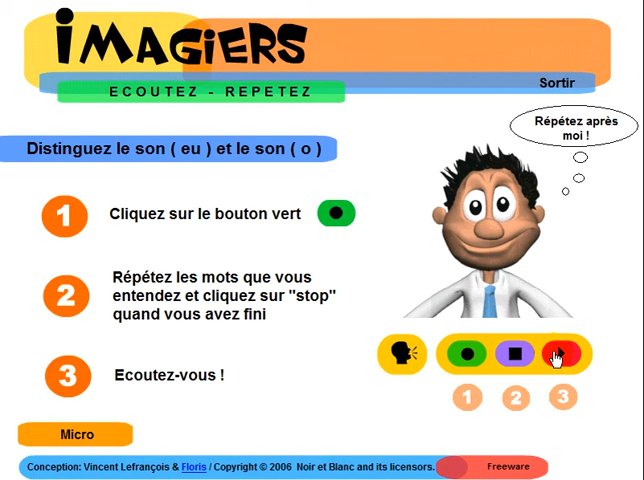 iMAGiERS
ECOUTEZ - REPETEZ
Sortir
Répétez après
moi !
Distinguez le son ( eu ) et le son ( o )
1 Cliquez sur le bouton vert
2 Répétez les mots que vous
entendez et cliquez sur "stop"
quand vous avez fini
3 Ecoutez-vous !
1 2 3
Micro
Conception: Vincent Lefrançois & Floris / Copyright © 2006 Noir et Blanc and its licensors. Freeware